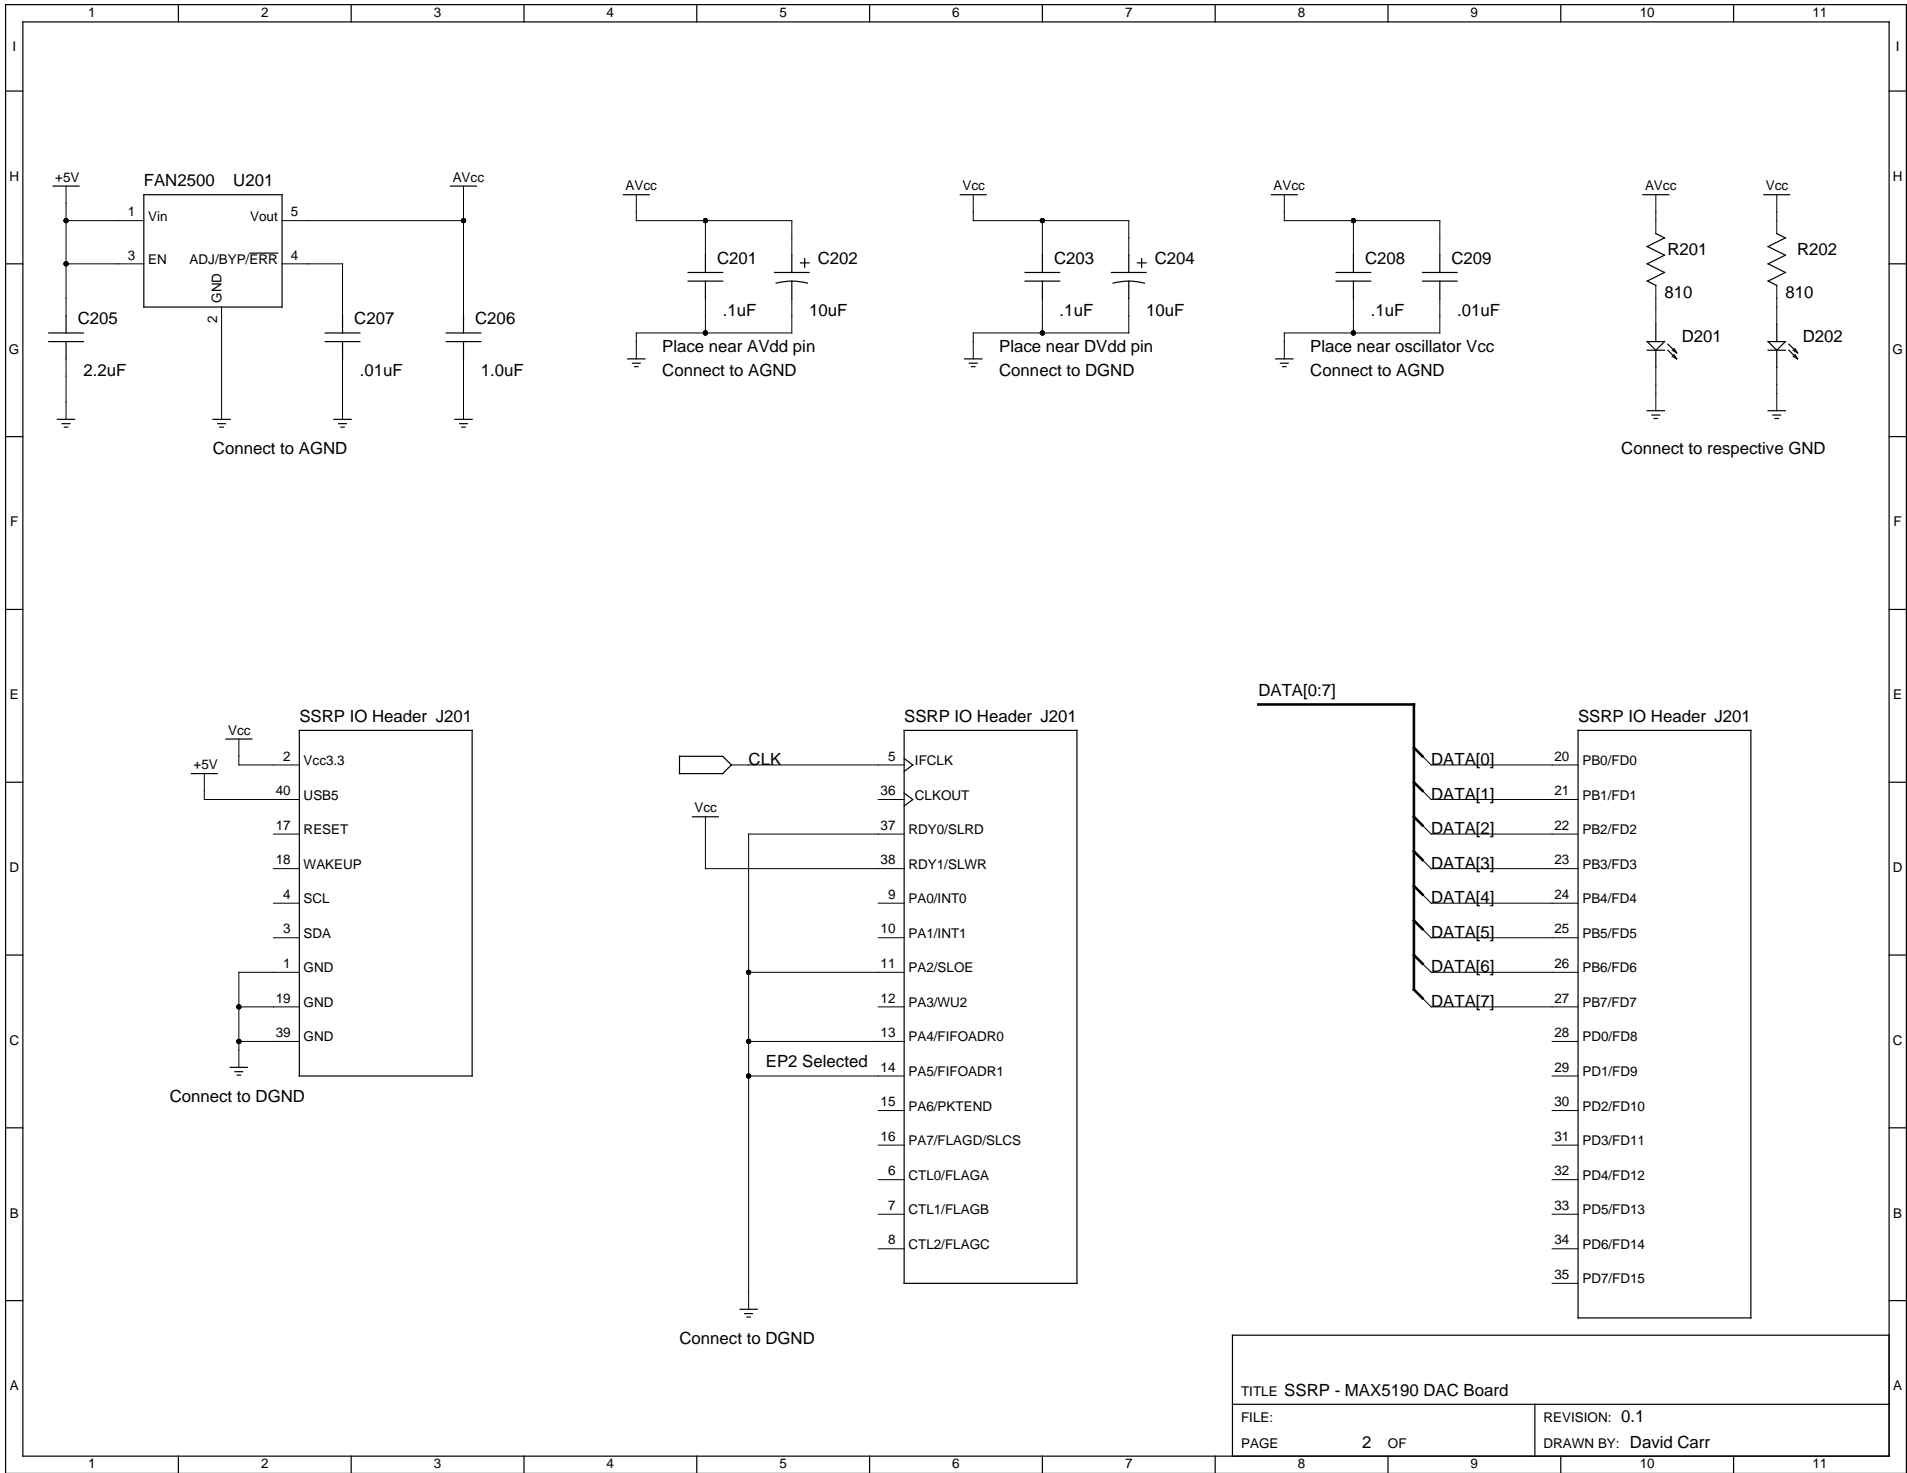 1 2 3 4 5 6 7 8 9 10 11
I I
H H
G G
F F
E E
D D
C C
B B
A A
+5V
FAN2500 U201
AVcc
1 Vin
Vout 5
3 EN
ADJ/BYP/ERR 4
GND
2
C205
2.2uF
C207
.01uF
C206
1.0uF
Connect to AGND
AVcc
C201
.1uF
+ C202
10uF
Place near AVdd pin
Connect to AGND
Vcc
C203
.1uF
+ C204
10uF
Place near DVdd pin
Connect to DGND
AVcc
C208
.1uF
C209
.01uF
Place near oscillator Vcc
Connect to AGND
AVcc
R201
810
D201
Vcc
R202
810
D202
Connect to respective GND
SSRP IO Header J201
Vcc
+5V
2 Vcc3.3
40 USB5
17 RESET
18 WAKEUP
4 SCL
3 SDA
1 GND
19 GND
39 GND
Connect to DGND
SSRP IO Header J201
CLK
Vcc
5 IFCLK
36 CLKOUT
37 RDY0/SLRD
38 RDY1/SLWR
9 PA0/INT0
10 PA1/INT1
11 PA2/SLOE
12 PA3/WU2
13 PA4/FIFOADR0
EP2 Selected
14 PA5/FIFOADR1
15 PA6/PKTEND
16 PA7/FLAGD/SLCS
6 CTL0/FLAGA
7 CTL1/FLAGB
8 CTL2/FLAGC
Connect to DGND
DATA[0:7]
SSRP IO Header J201
DATA[0] 20 PB0/FD0
DATA[1] 21 PB1/FD1
DATA[2] 22 PB2/FD2
DATA[3] 23 PB3/FD3
DATA[4] 24 PB4/FD4
DATA[5] 25 PB5/FD5
DATA[6] 26 PB6/FD6
DATA[7] 27 PB7/FD7
28 PD0/FD8
29 PD1/FD9
30 PD2/FD10
31 PD3/FD11
32 PD4/FD12
33 PD5/FD13
34 PD6/FD14
35 PD7/FD15
TITLE SSRP - MAX5190 DAC Board
FILE:
REVISION: 0.1
PAGE 2 OF
DRAWN BY: David Carr
1 2 3 4 5 6 7 8 9 10 11